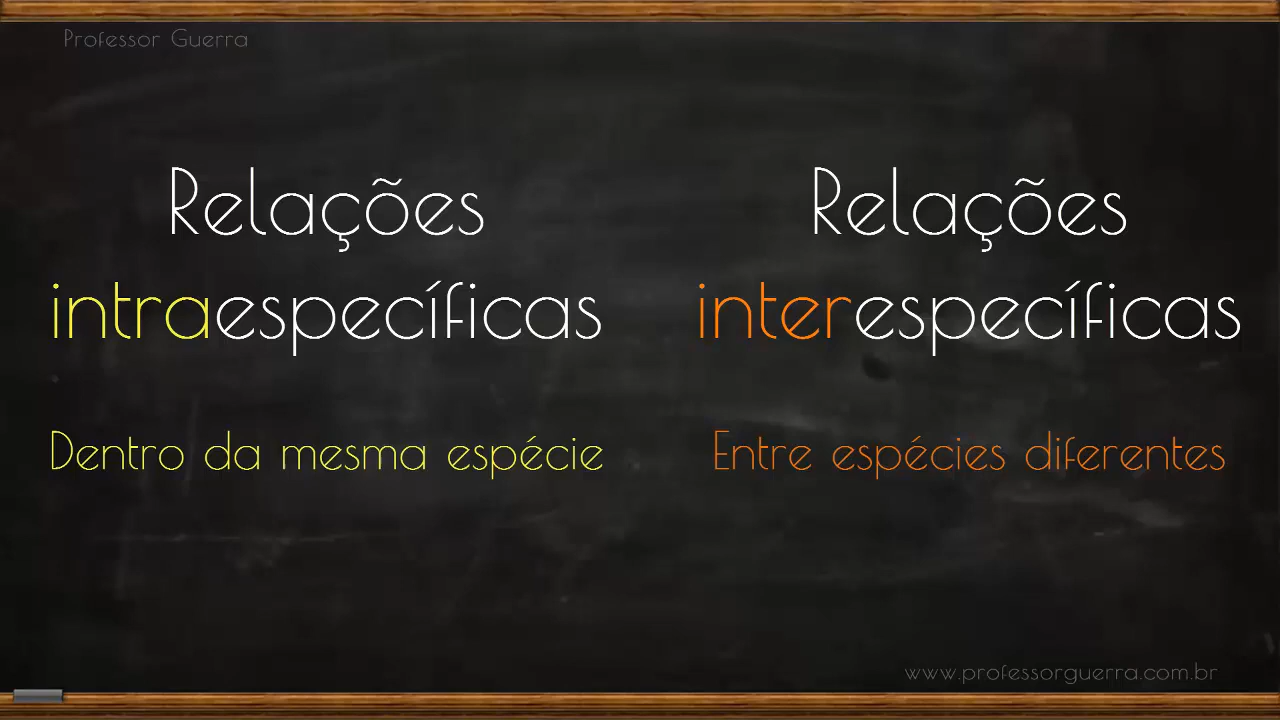 Professor Guerra
Relações
intraespecíficas
Dentro da mesma espécie
Relações
interespecíficas
Entre espécies diferentes
www.professorguerra.com.br